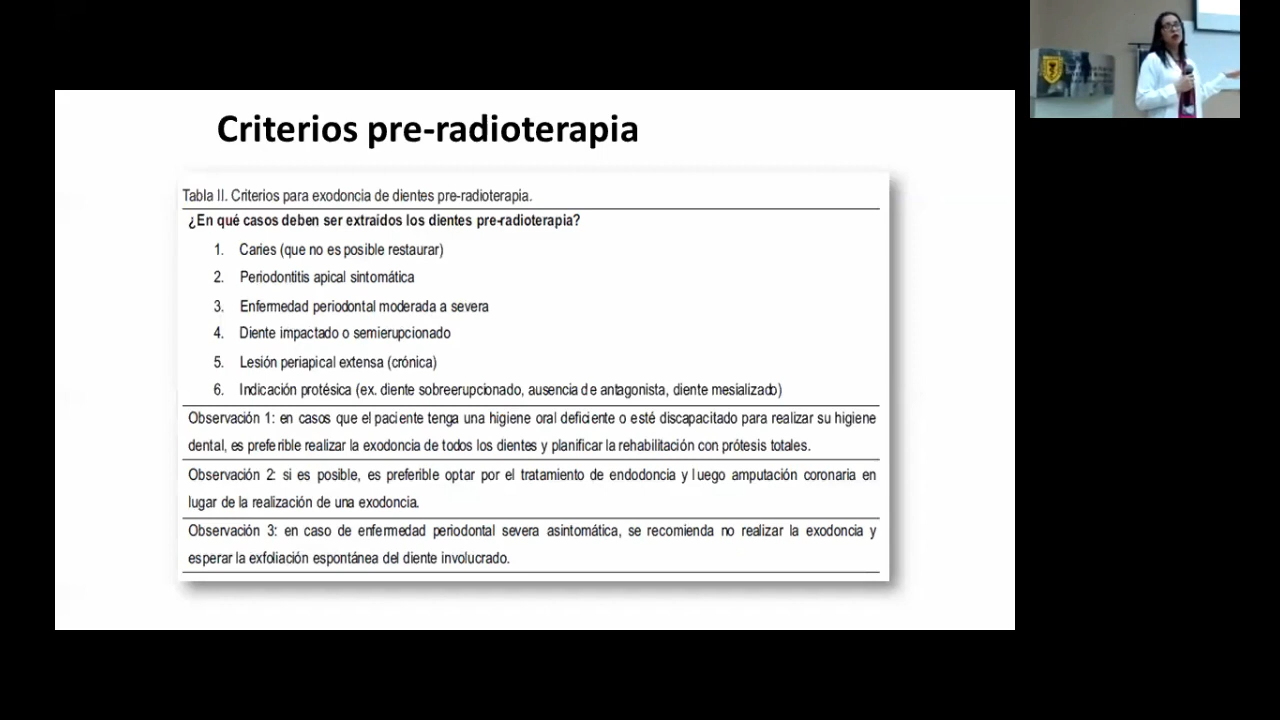 Criterios pre-radioterapia
Tabla II. Criterios para exodoncia de dientes pre-radioterapia.
¿En qué casos deben ser extraidos los dientes pre-radioterapia?
1. Caries (que no es posible restaurar)
2. Periodontitis apical sintomática
3. Enfermedad periodontal moderada a severa
4. Diente impactado o semierupcionado
5. Lesión periapical extensa (crónica)
6. Indicación protésica (ex. diente sobreerupcionado, ausencia de antagonista, diente mesializado)
Observación 1: en casos que el paciente tenga una higiene oral deficiente o esté discapacitado para realizar su higiene
dental, es preferible realizar la exodoncia de todos los dientes y planificar la rehabilitación con prótesis totales.
Observación 2: si es posible, es preferible optar por el tratamiento de endodoncia y luego amputación coronaria en
lugar de la realización de una exodoncia.
Observación 3: en caso de enfermedad periodontal severa asintomática, se recomienda no realizar la exodoncia y
esperar la exfoliación espontánea del diente involucrado.